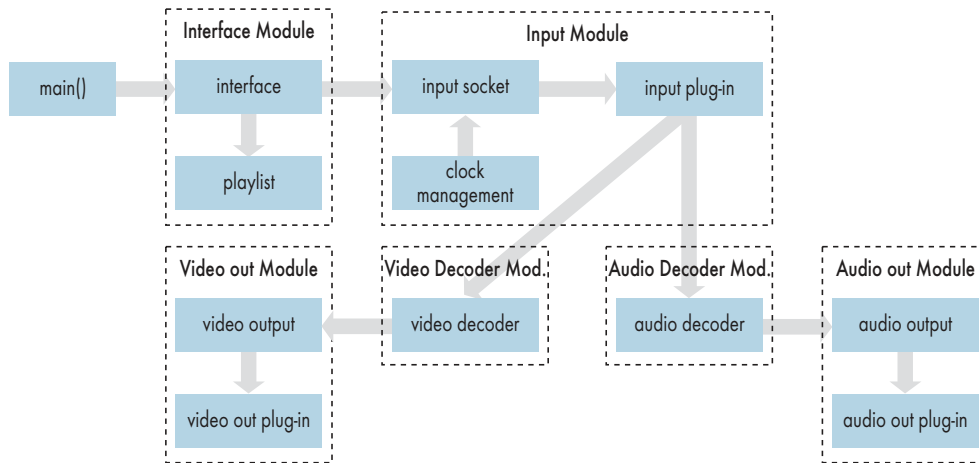 Interface Module
Input Module
main()
interface
input socket
input plug-in
playlist
clock
management
Video out Module
Video Decoder Mod.
Audio Decoder Mod.
Audio out Module
video output
video decoder
audio decoder
audio output
video out plug-in
audio out plug-in